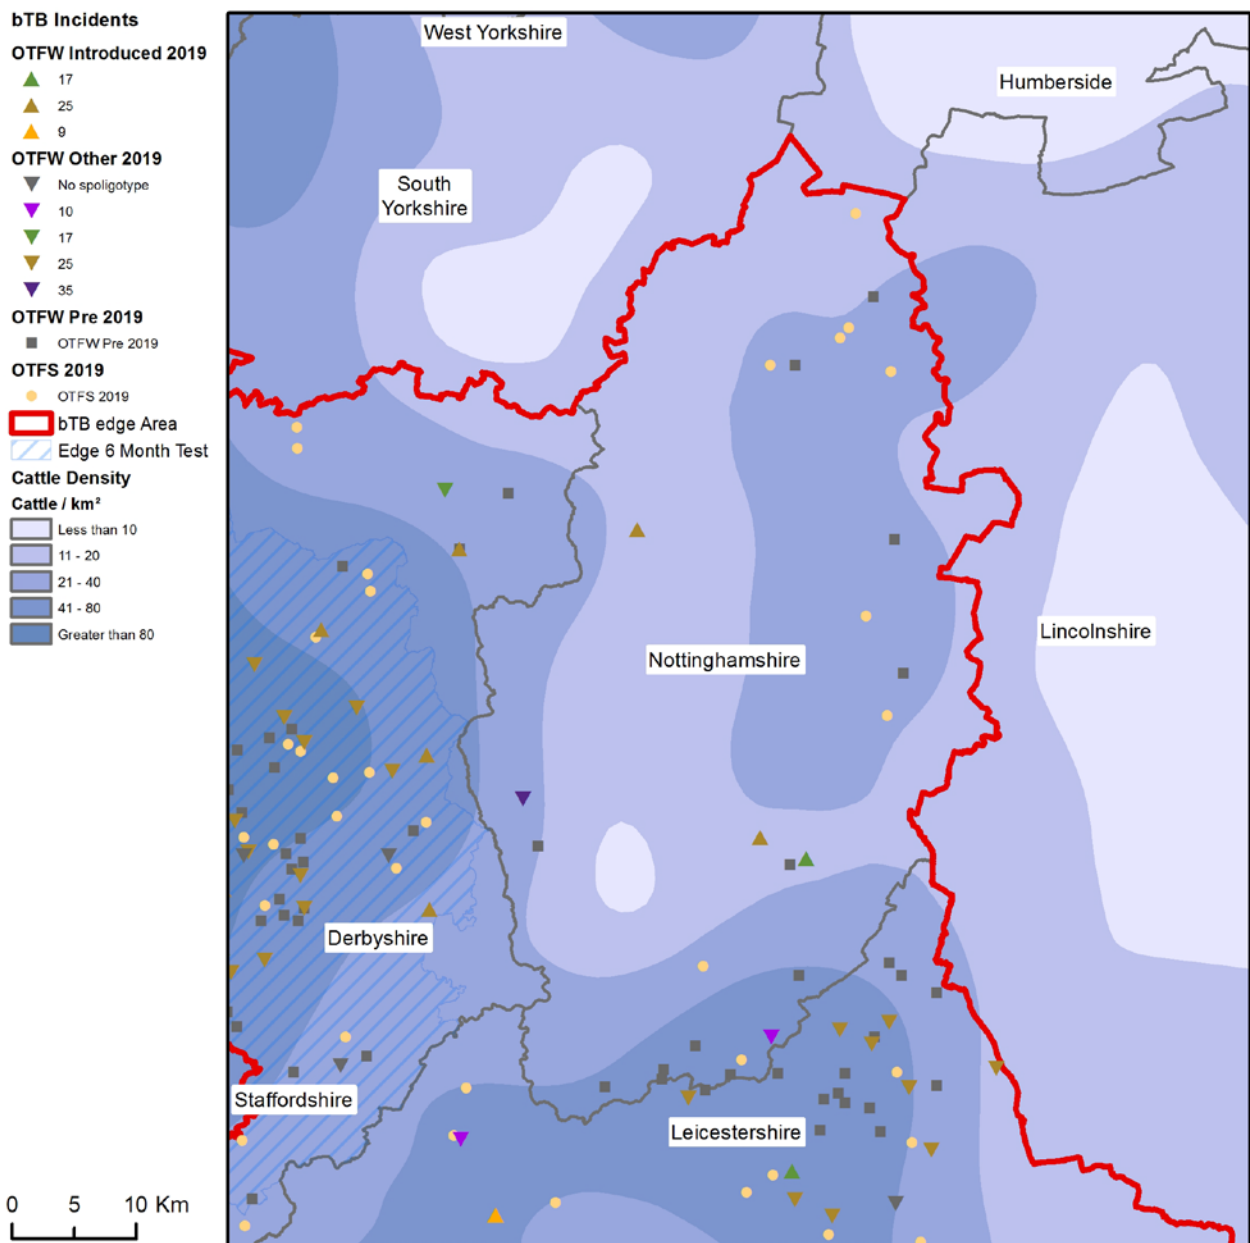 bTB Incidents
OTFW Introduced 2019
17
25
9
OTFW Other 2019
No spoligotype
10
17
25
35
OTFW Pre 2019
OTFW Pre 2019
OTFS 2019
OTFS 2019
bTB edge Area
Edge 6 Month Test
Cattle Density
Cattle / km²
Less than 10
11 - 20
21 - 40
41 - 80
Greater than 80
0 5 10 Km
West Yorkshire
Humberside
South
Yorkshire
Lincolnshire
Nottinghamshire
Derbyshire
Staffordshire
Leicestershire